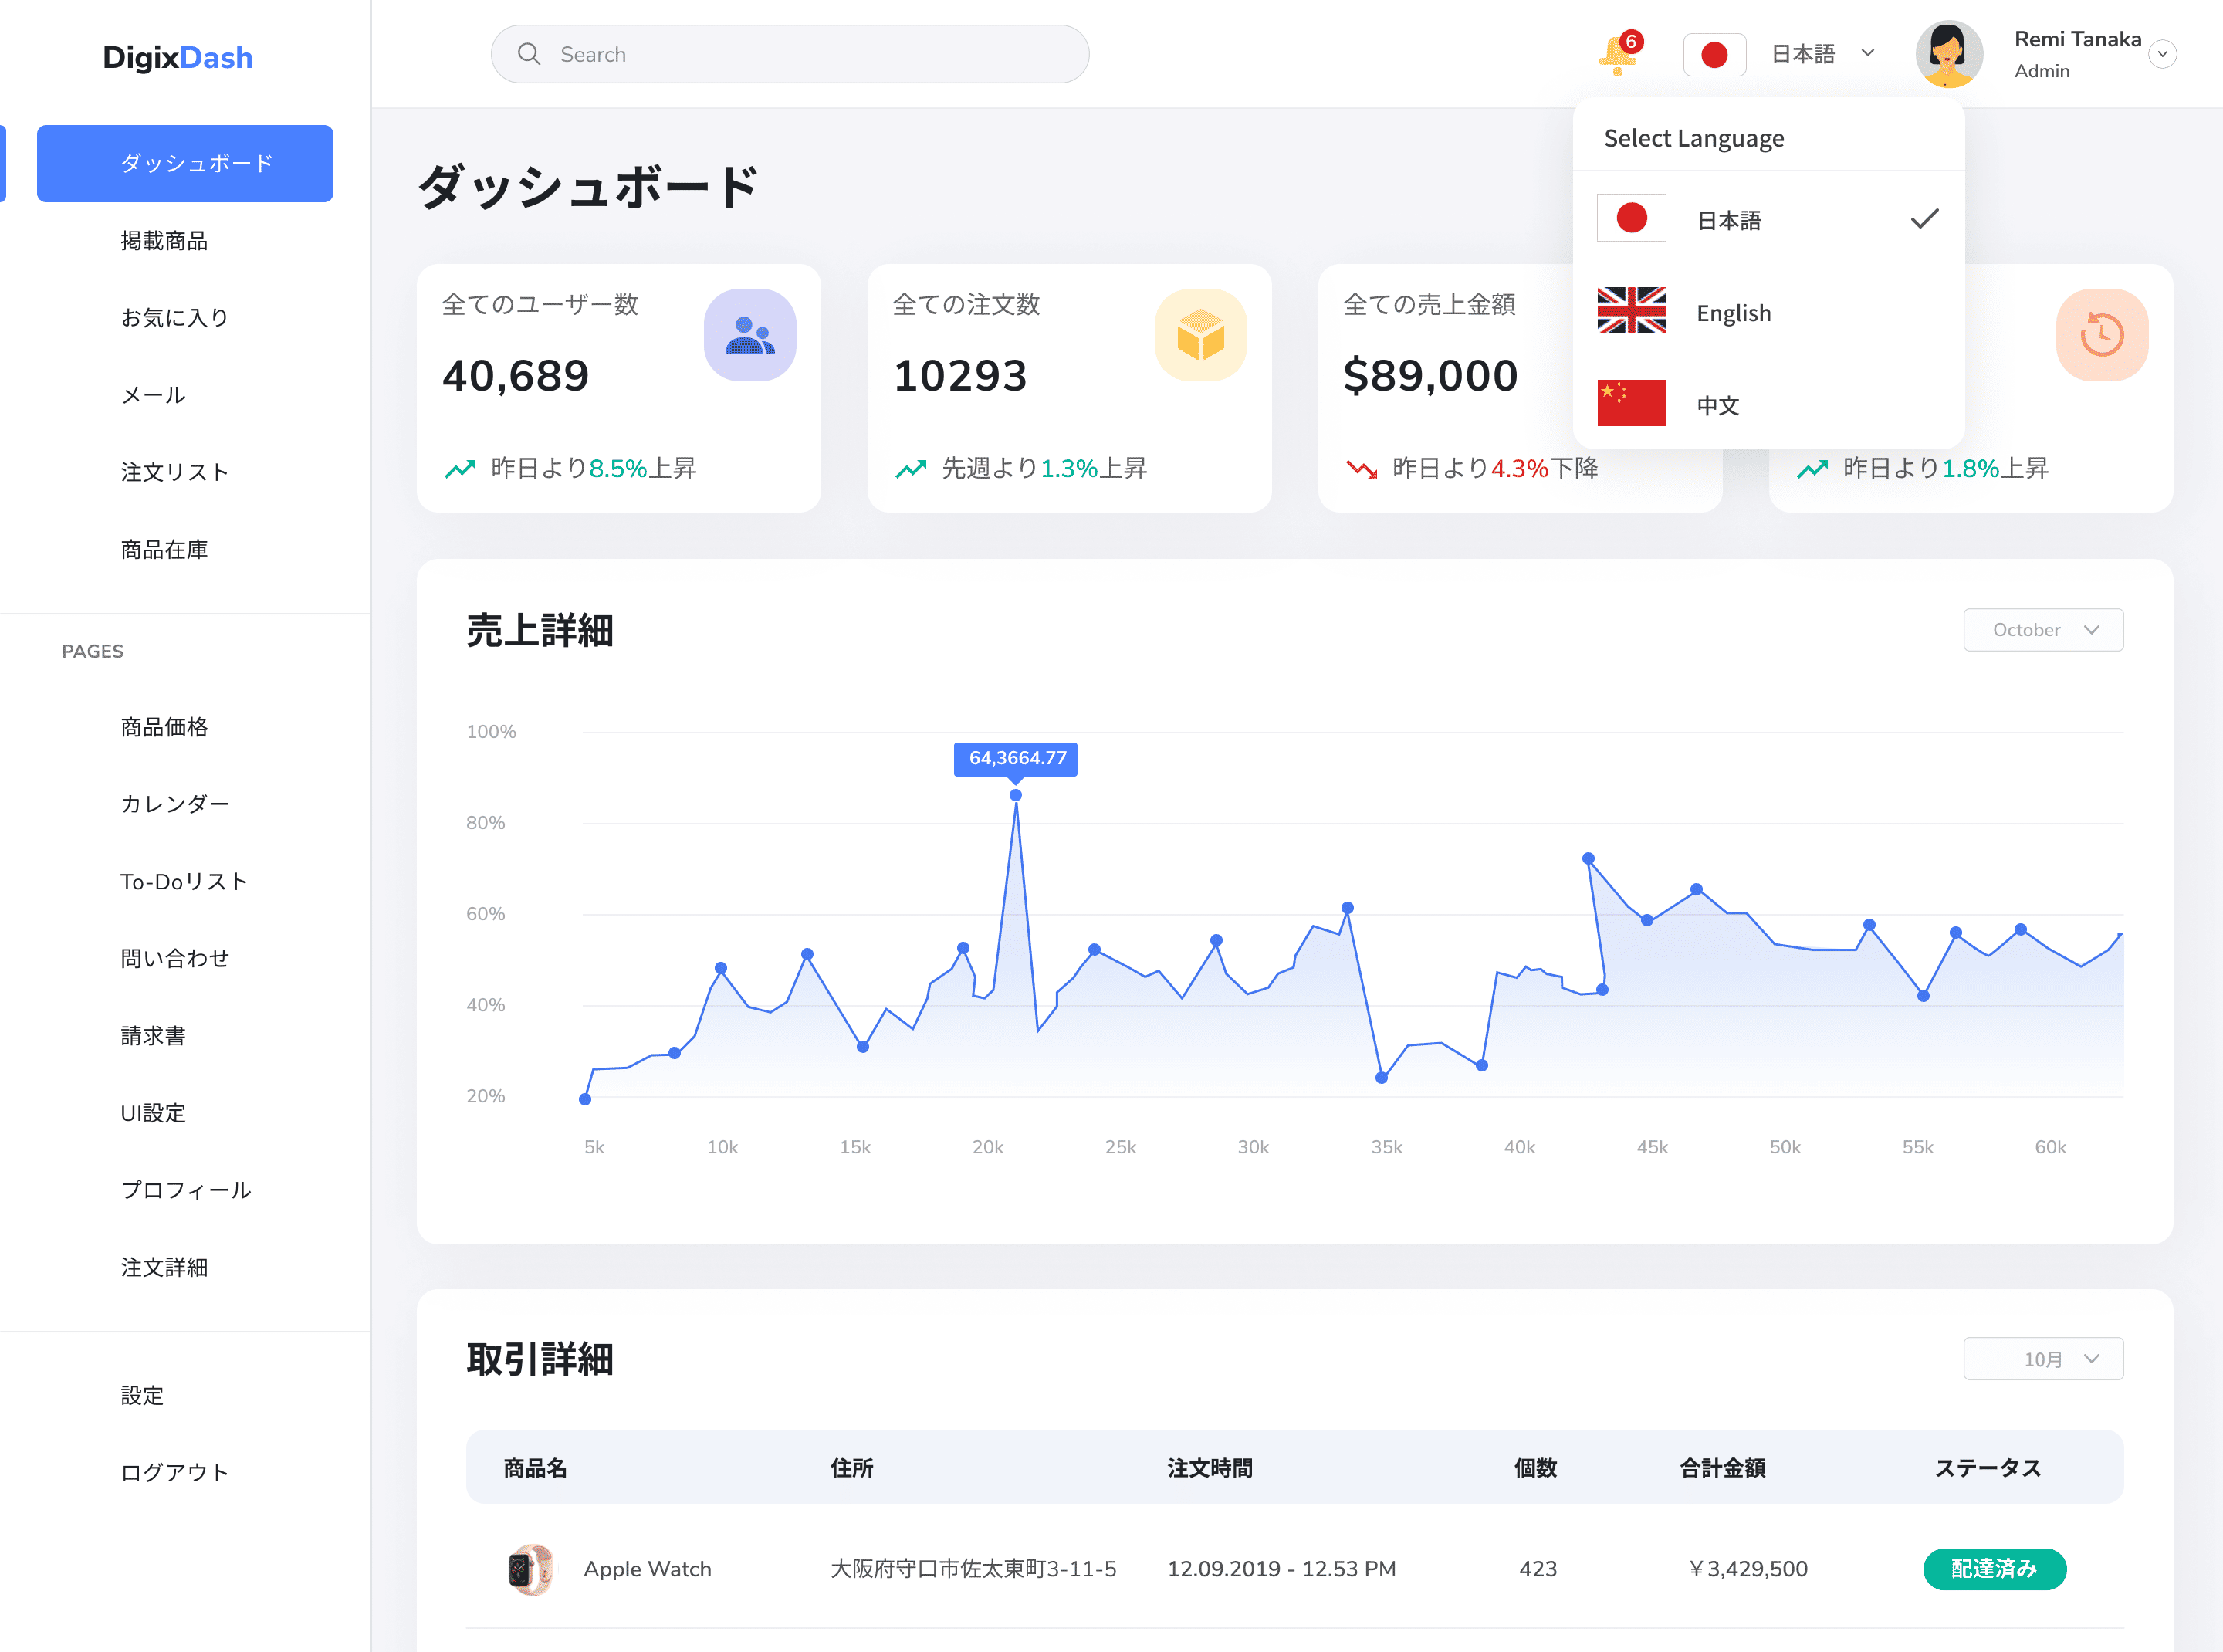 DigixDash
Search
6
日本語
Remi Tanaka
Admin
Select Language
日本語
English
中文
ダッシュボード
掲載商品
お気に入り
メール
注文リスト
商品在庫
PAGES
商品価格
カレンダー
To-Doリスト
問い合わせ
請求書
UI設定
プロフィール
注文詳細
設定
ログアウト
ダッシュボード
全てのユーザー数
40,689
昨日より8.5%上昇
全ての注文数
10293
先週より1.3%上昇
全ての売上金額
$89,000
昨日より4.3%下降
昨日より1.8%上昇
売上詳細
October
100%
80%
60%
40%
20%
64,3664.77
5k 10k 15k 20k 25k 30k 35k 40k 45k 50k 55k 60k
取引詳細
10月
商品名 住所 注文時間 個数 合計金額 ステータス
Apple Watch 大阪府守口市佐太東町3-11-5 12.09.2019 - 12.53 PM 423 ￥3,429,500 配達済み